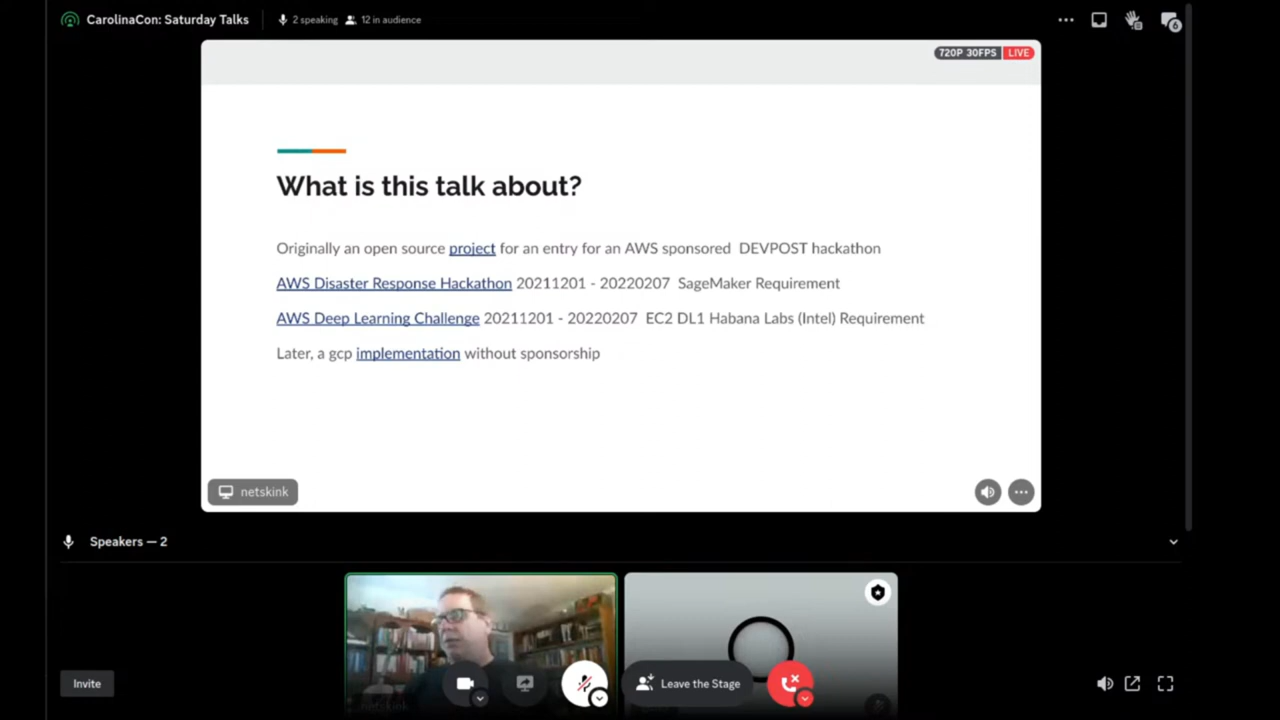 CarolinaCon: Saturday Talks
2 speaking 12 in audience
6
720P 30FPS LIVE
What is this talk about?
Originally an open source project for an entry for an AWS sponsored DEVPOST hackathon
AWS Disaster Response Hackathon 20211201 - 20220207 SageMaker Requirement
AWS Deep Learning Challenge 20211201 - 20220207 EC2 DL1 Habana Labs (Intel) Requirement
Later, a gcp implementation without sponsorship
netskink
Speakers — 2
Invite
Leave the Stage
netskink